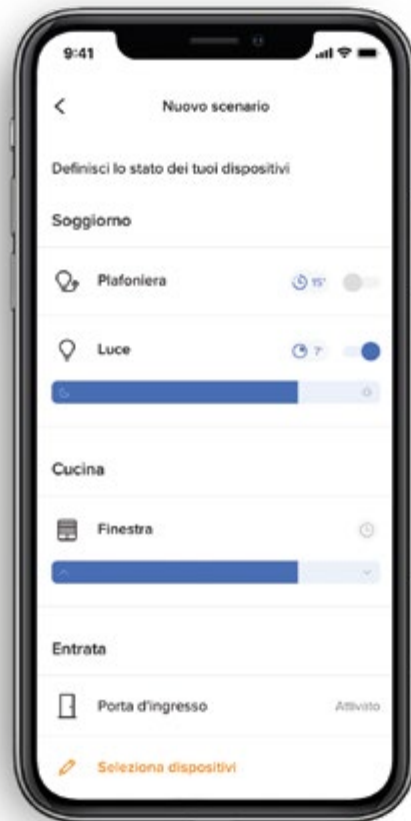 9:41
Nuovo scenario
Definisci lo stato dei tuoi dispositivi
Soggiorno
Plafoniera 15'
Luce 7'
Cucina
Finestra
Entrata
Porta d'ingresso Attivato
Seleziona dispositivi